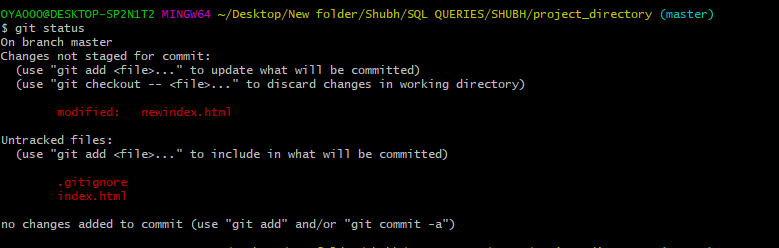 OYAOOO@DESKTOP-SP2N1T2 MINGW64 ~/Desktop/New folder/Shubh/SQL QUERIES/SHUBH/project_directory (master)
$ git status
On branch master
Changes not staged for commit:
  (use "git add <file>..." to update what will be committed)
  (use "git checkout -- <file>..." to discard changes in working directory)
        modified:   newindex.html
Untracked files:
  (use "git add <file>..." to include in what will be committed)
        .gitignore
        index.html
no changes added to commit (use "git add" and/or "git commit -a")